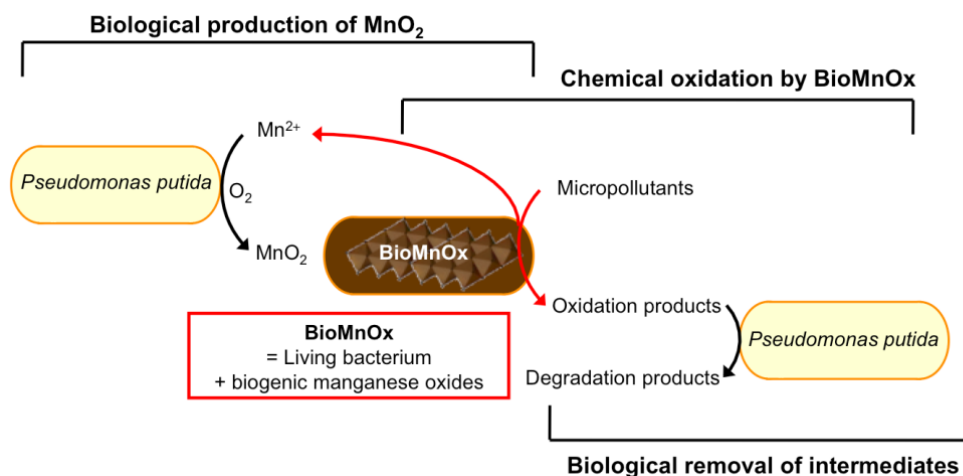 Biological production of MnO₂
Chemical oxidation by BioMnOx
Mn²⁺
Pseudomonas putida
O₂
Micropollutants
MnO₂
BioMnOx
Oxidation products
BioMnOx
= Living bacterium
+ biogenic manganese oxides
Pseudomonas putida
Degradation products
Biological removal of intermediates